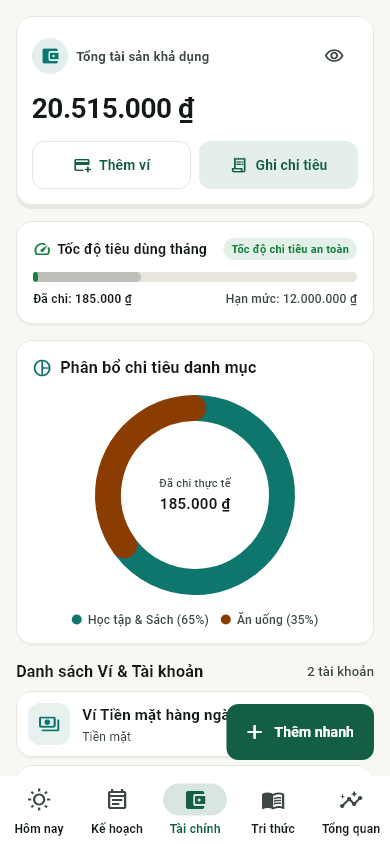 Tổng tài sản khả dụng
20.515.000 ₫
Thêm ví
Ghi chi tiêu
Tốc độ tiêu dùng tháng
Tốc độ chi tiêu an toàn
Đã chi: 185.000 ₫
Hạn mức: 12.000.000 ₫
Phân bổ chi tiêu danh mục
Đã chi thực tế
185.000 ₫
Học tập & Sách (65%)
Ăn uống (35%)
Danh sách Ví & Tài khoản
2 tài khoản
Ví Tiền mặt hàng ngà
Tiền mặt
Thêm nhanh
Hôm nay
Kế hoạch
Tài chính
Tri thức
Tổng quan